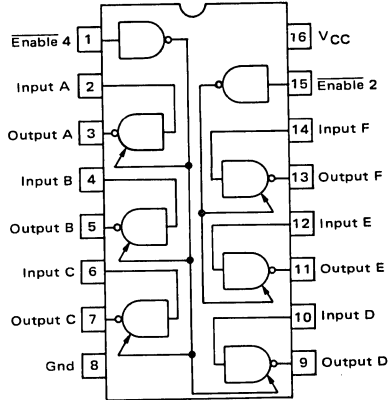 Enable 4 1
Input A 2
Output A 3
Input B 4
Output B 5
Input C 6
Output C 7
Gnd 8
16 VCC
15 Enable 2
14 Input F
13 Output F
12 Input E
11 Output E
10 Input D
9 Output D